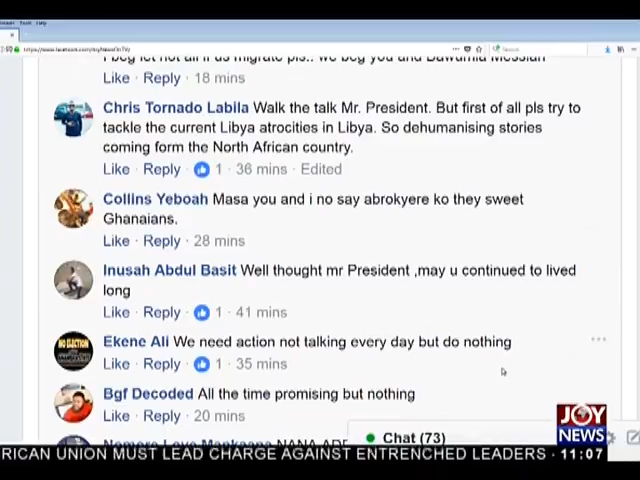 Tools Help
https://www.facebook.com/JoyNewsOnTV/
Search
I beg let not all if us migrate pls.. we beg you and Bawumia Messiah
Like · Reply · 18 mins
Chris Tornado Labila Walk the talk Mr. President. But first of all pls try to
tackle the current Libya atrocities in Libya. So dehumanising stories
coming form the North African country.
Like · Reply · 1 · 36 mins · Edited
Collins Yeboah Masa you and i no say abrokyere ko they sweet
Ghanaians.
Like · Reply · 28 mins
Inusah Abdul Basit Well thought mr President ,may u continued to lived
long
Like · Reply · 1 · 41 mins
Ekene Ali We need action not talking every day but do nothing
Like · Reply · 1 · 35 mins
NO ELECTION
Bgf Decoded All the time promising but nothing
Like · Reply · 20 mins
Chat (73)
JOY
NEWS
RICAN UNION MUST LEAD CHARGE AGAINST ENTRENCHED LEADERS
11:07